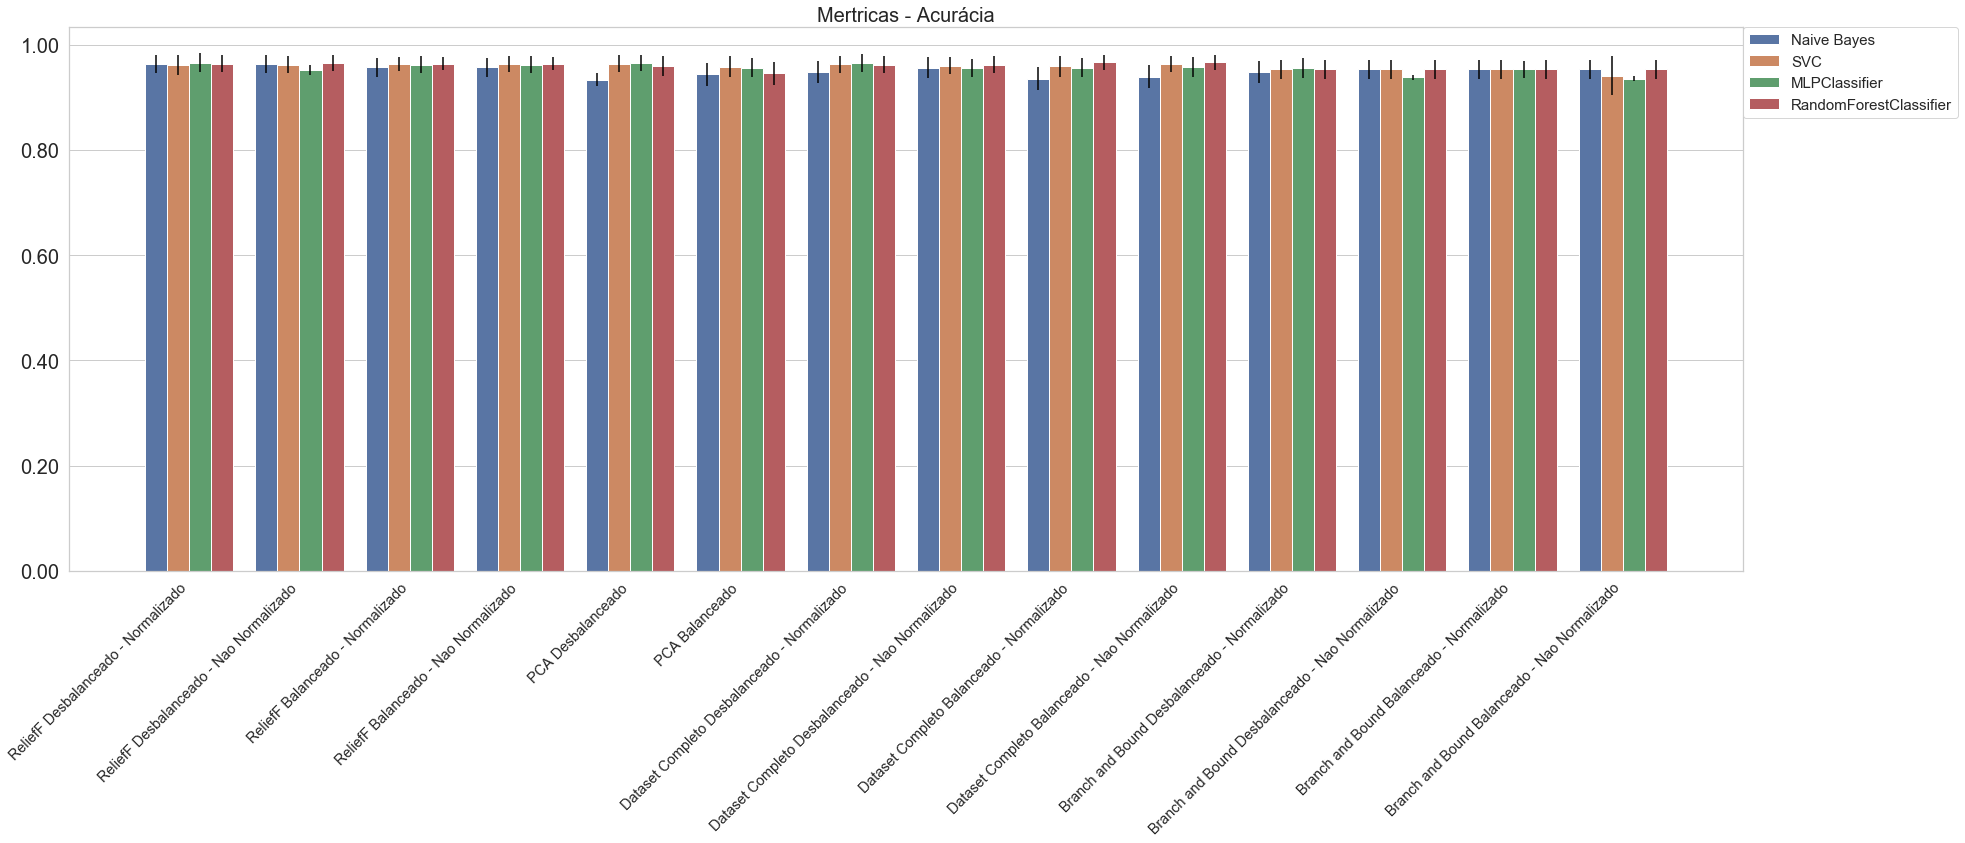 Mertricas - Acurácia
1.00
0.80
0.60
0.40
0.20
0.00
Naive Bayes
SVC
MLPClassifier
RandomForestClassifier
ReliefF Desbalanceado - Normalizado
ReliefF Desbalanceado - Nao Normalizado
ReliefF Balanceado - Normalizado
ReliefF Balanceado - Nao Normalizado
PCA Desbalanceado
PCA Balanceado
Dataset Completo Desbalanceado - Normalizado
Dataset Completo Desbalanceado - Nao Normalizado
Dataset Completo Balanceado - Normalizado
Dataset Completo Balanceado - Nao Normalizado
Branch and Bound Desbalanceado - Normalizado
Branch and Bound Desbalanceado - Nao Normalizado
Branch and Bound Balanceado - Normalizado
Branch and Bound Balanceado - Nao Normalizado